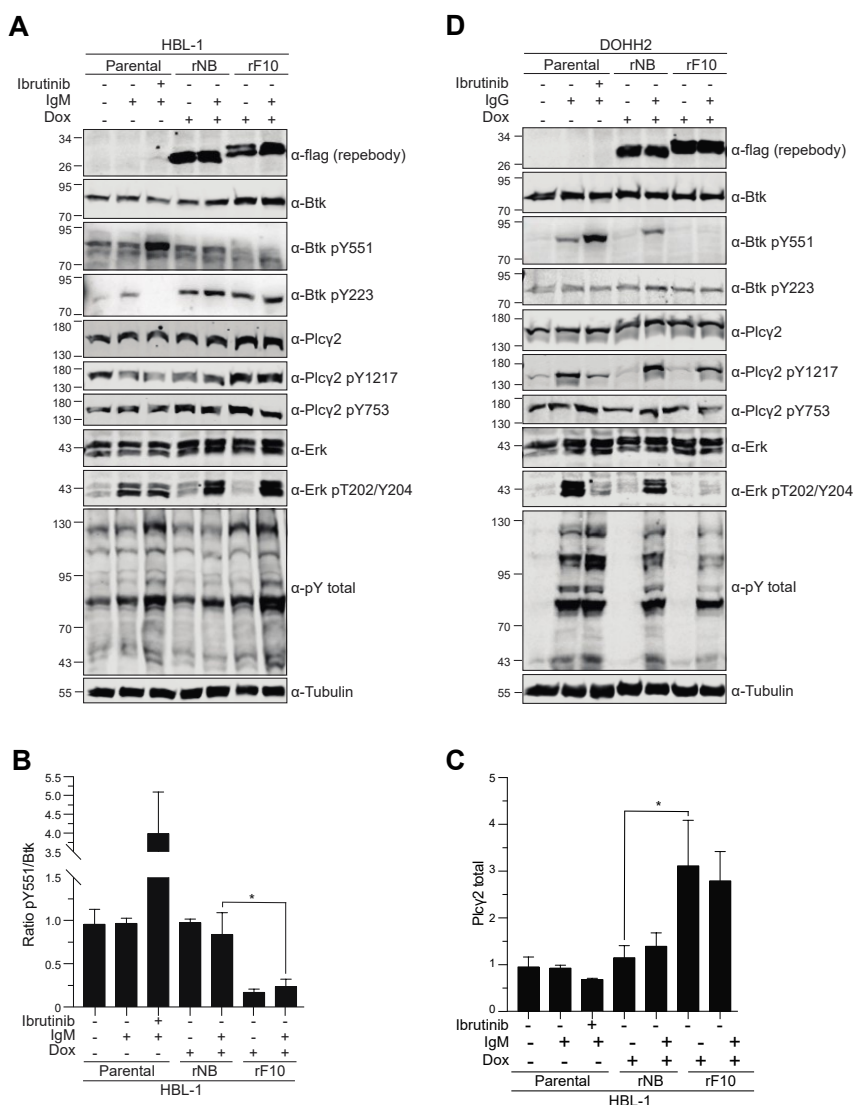 A
HBL-1
Parental rNB rF10
Ibrutinib - - +
IgM - + + - + - +
Dox - - - + + + +
34
26
α-flag (repebody)
95
70
α-Btk
95
70
α-Btk pY551
95
70
α-Btk pY223
180
130
α-Plcγ2
180
130
α-Plcγ2 pY1217
180
130
α-Plcγ2 pY753
43
α-Erk
43
α-Erk pT202/Y204
130
95
70
43
α-pY total
55
α-Tubulin
D
DOHH2
Parental rNB rF10
Ibrutinib - - +
IgG - + + - + - +
Dox - - - + + + +
34
26
α-flag (repebody)
95
70
α-Btk
95
70
α-Btk pY551
95
70
α-Btk pY223
180
130
α-Plcγ2
180
130
α-Plcγ2 pY1217
180
130
α-Plcγ2 pY753
43
α-Erk
43
α-Erk pT202/Y204
130
95
70
43
α-pY total
55
α-Tubulin
B
Ratio pY551/Btk
5.5
5.0
4.5
4.0
3.5
1.5
1.0
0.5
0
*
Ibrutinib - - + - - - -
IgM - + + - + - +
Dox - - - + + + +
Parental rNB rF10
HBL-1
C
Plcγ2 total
5
4
3
2
1
0
*
Ibrutinib - - + - - - -
IgM - + + - + - +
Dox - - - + + + +
Parental rNB rF10
HBL-1